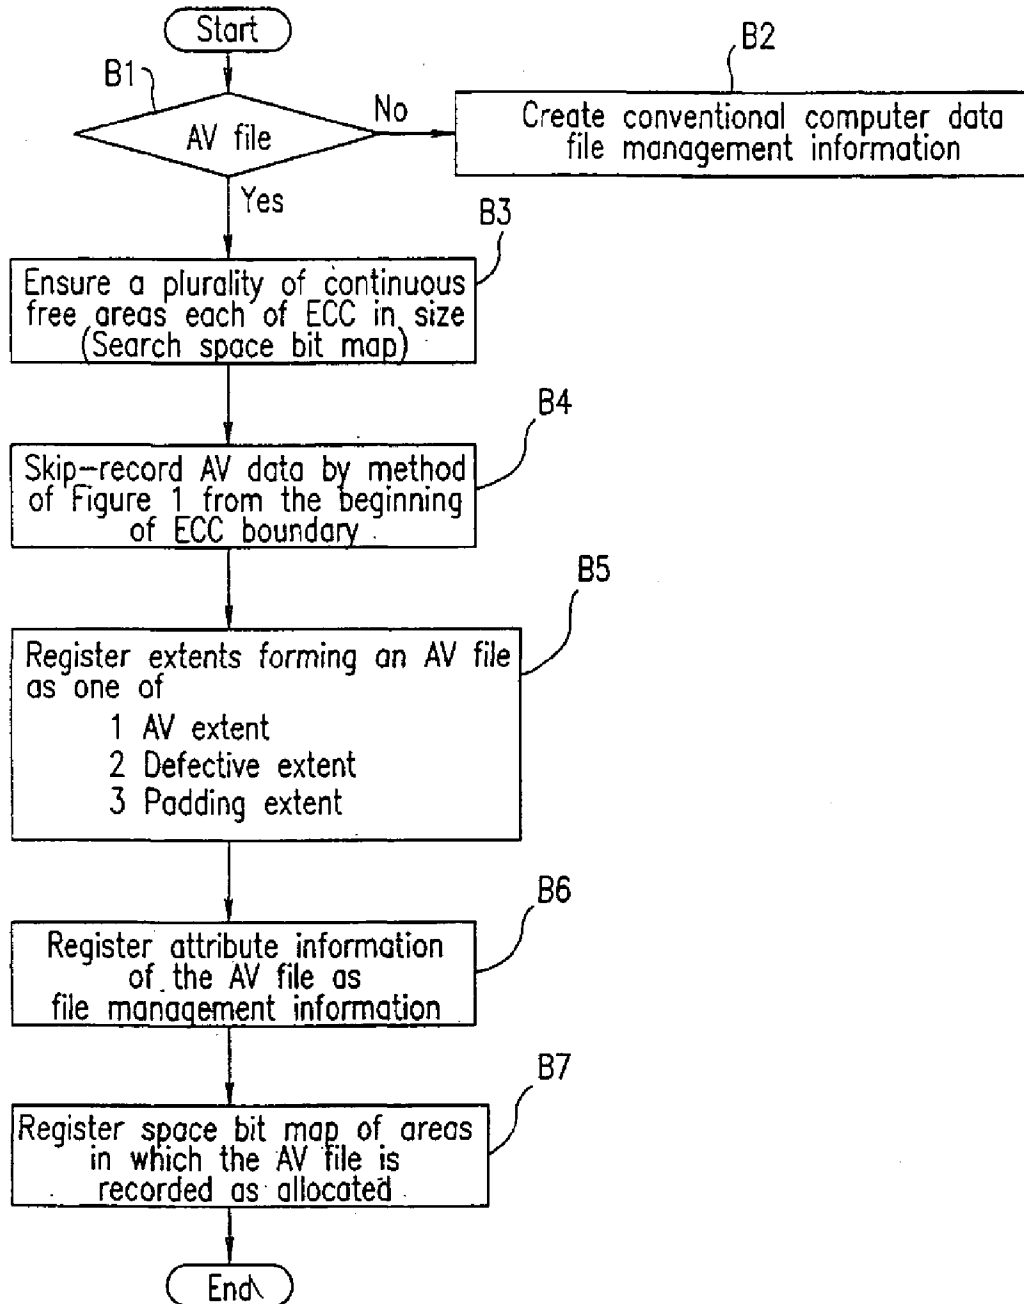 Start
B1
B2
AV file
No
Create conventional computer data
file management information
Yes
B3
Ensure a plurality of continuous
free areas each of ECC in size
(Search space bit map)
B4
Skip-record AV data by method
of Figure 1 from the beginning
of ECC boundary
B5
Register extents forming an AV file
as one of
1 AV extent
2 Defective extent
3 Padding extent
B6
Register attribute information
of the AV file as
file management information
B7
Register space bit map of areas
in which the AV file is
recorded as allocated
End